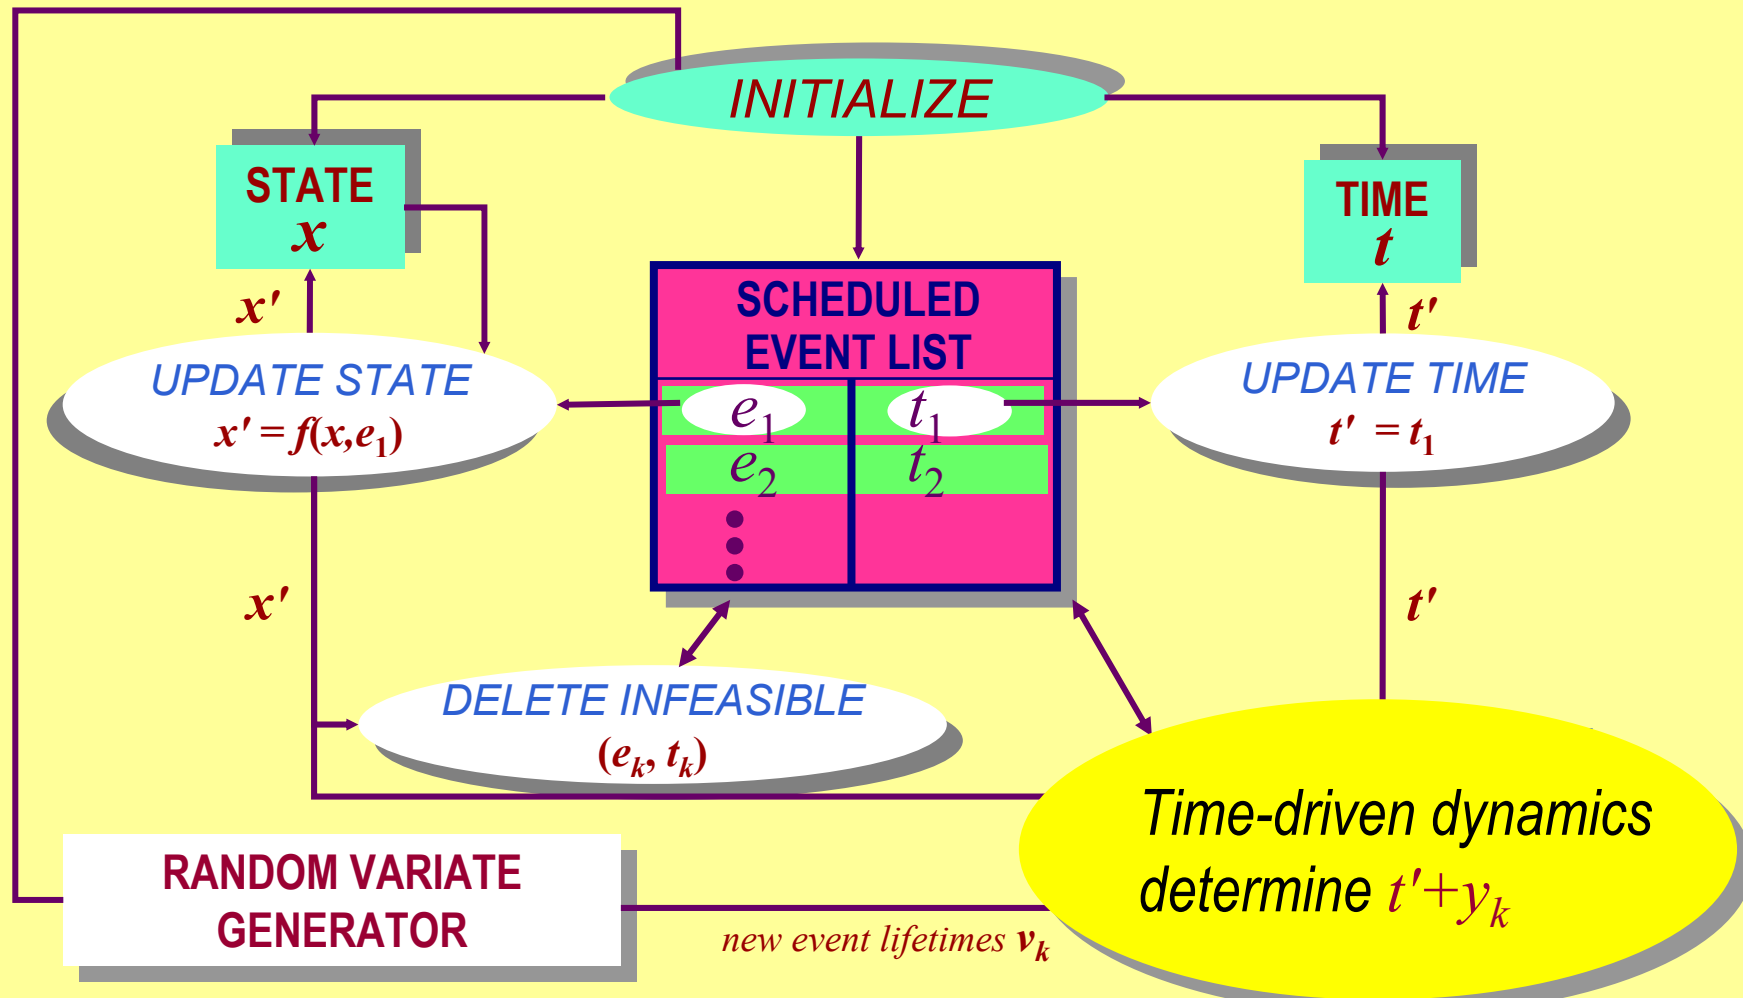 INITIALIZE
STATE
x
TIME
t
x'
t'
SCHEDULED
EVENT LIST
UPDATE STATE
x' = f(x,e₁)
e₁ t₁
e₂ t₂
UPDATE TIME
t' = t₁
x'
t'
DELETE INFEASIBLE
(eₖ, tₖ)
Time-driven dynamics
determine t'+yₖ
RANDOM VARIATE
GENERATOR
new event lifetimes vₖ